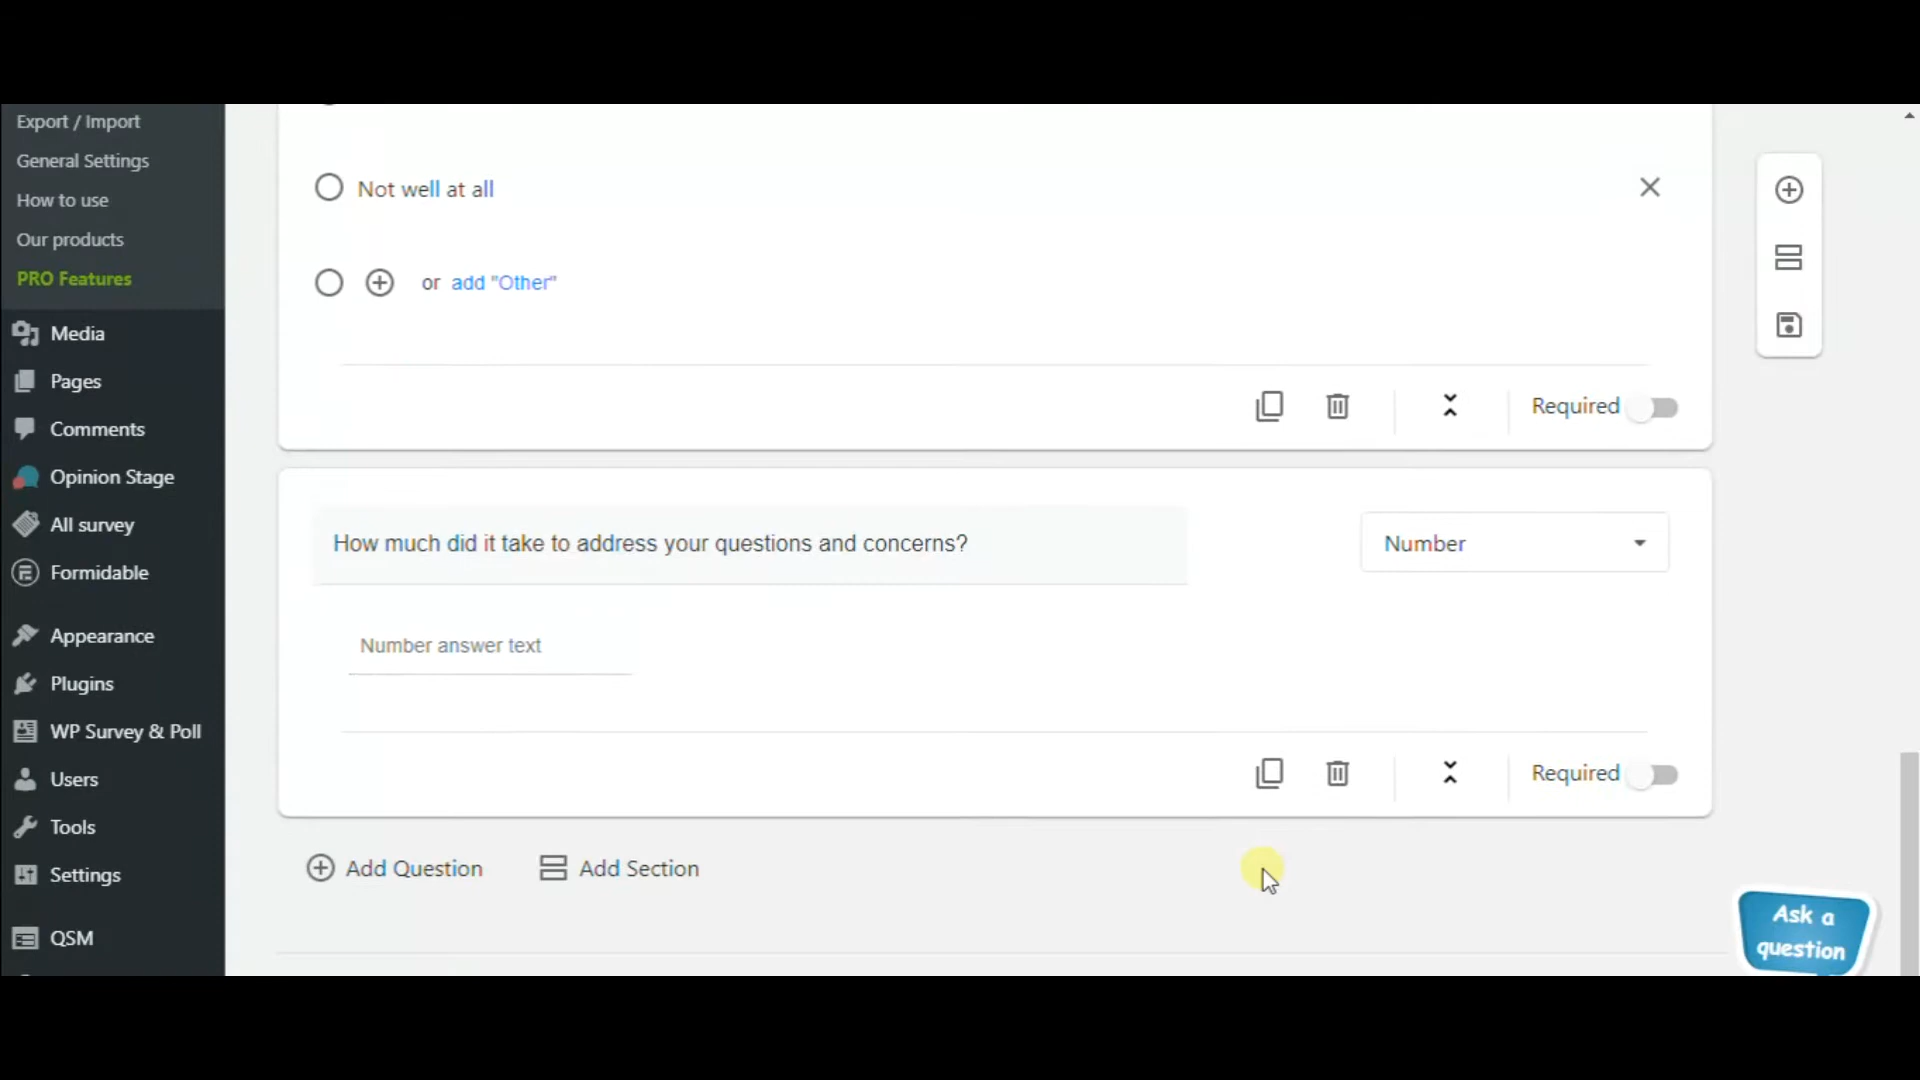 Export / Import
General Settings
How to use
Our products
PRO Features
Media
Pages
Comments
Opinion Stage
All survey
Formidable
Appearance
Plugins
WP Survey & Poll
Users
Tools
Settings
QSM
Not well at all
or add "Other"
Required
How much did it take to address your questions and concerns?
Number
Number answer text
Required
Add Question
Add Section
Ask a
question